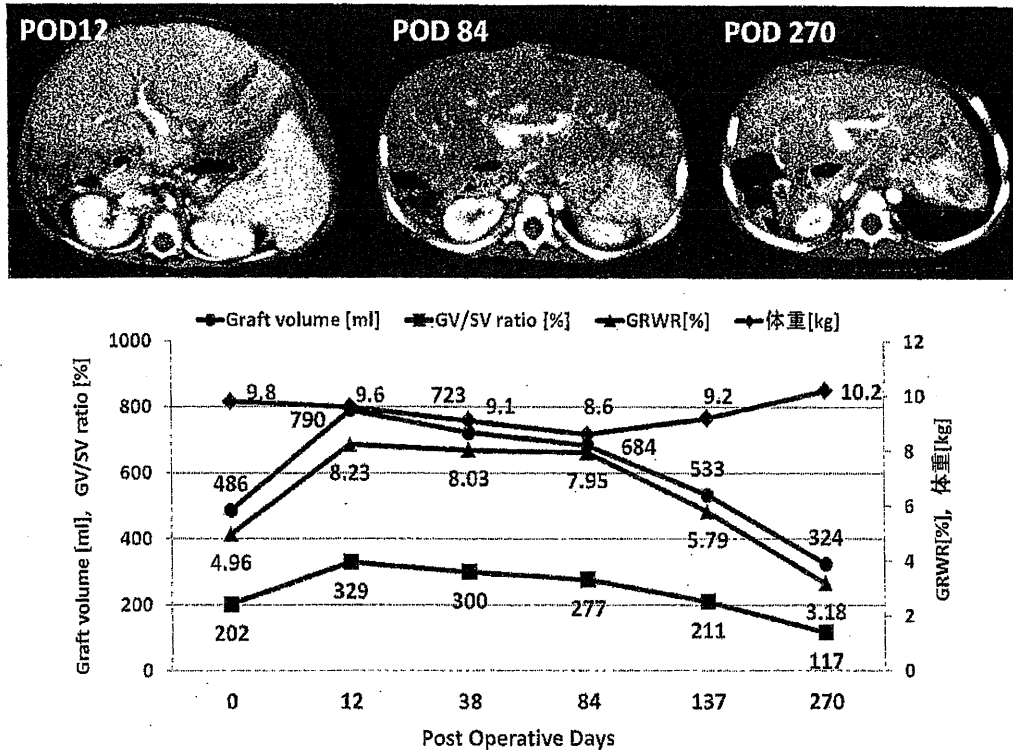 POD12
POD 84
POD 270
Graft volume [ml] GV/SV ratio [%] GRWR[%] 体重[kg]
1000
800
600
400
200
0
Graft volume [ml], GV/SV ratio [%]
12
10
8
6
4
2
0
GRWR[%], 体重[kg]
9.8 9.6 723 9.1 8.6 9.2 10.2
790 684 533
486 8.23 8.03 7.95 5.79 324
4.96 329 300 277 211 3.18
202 117
0 12 38 84 137 270
Post Operative Days